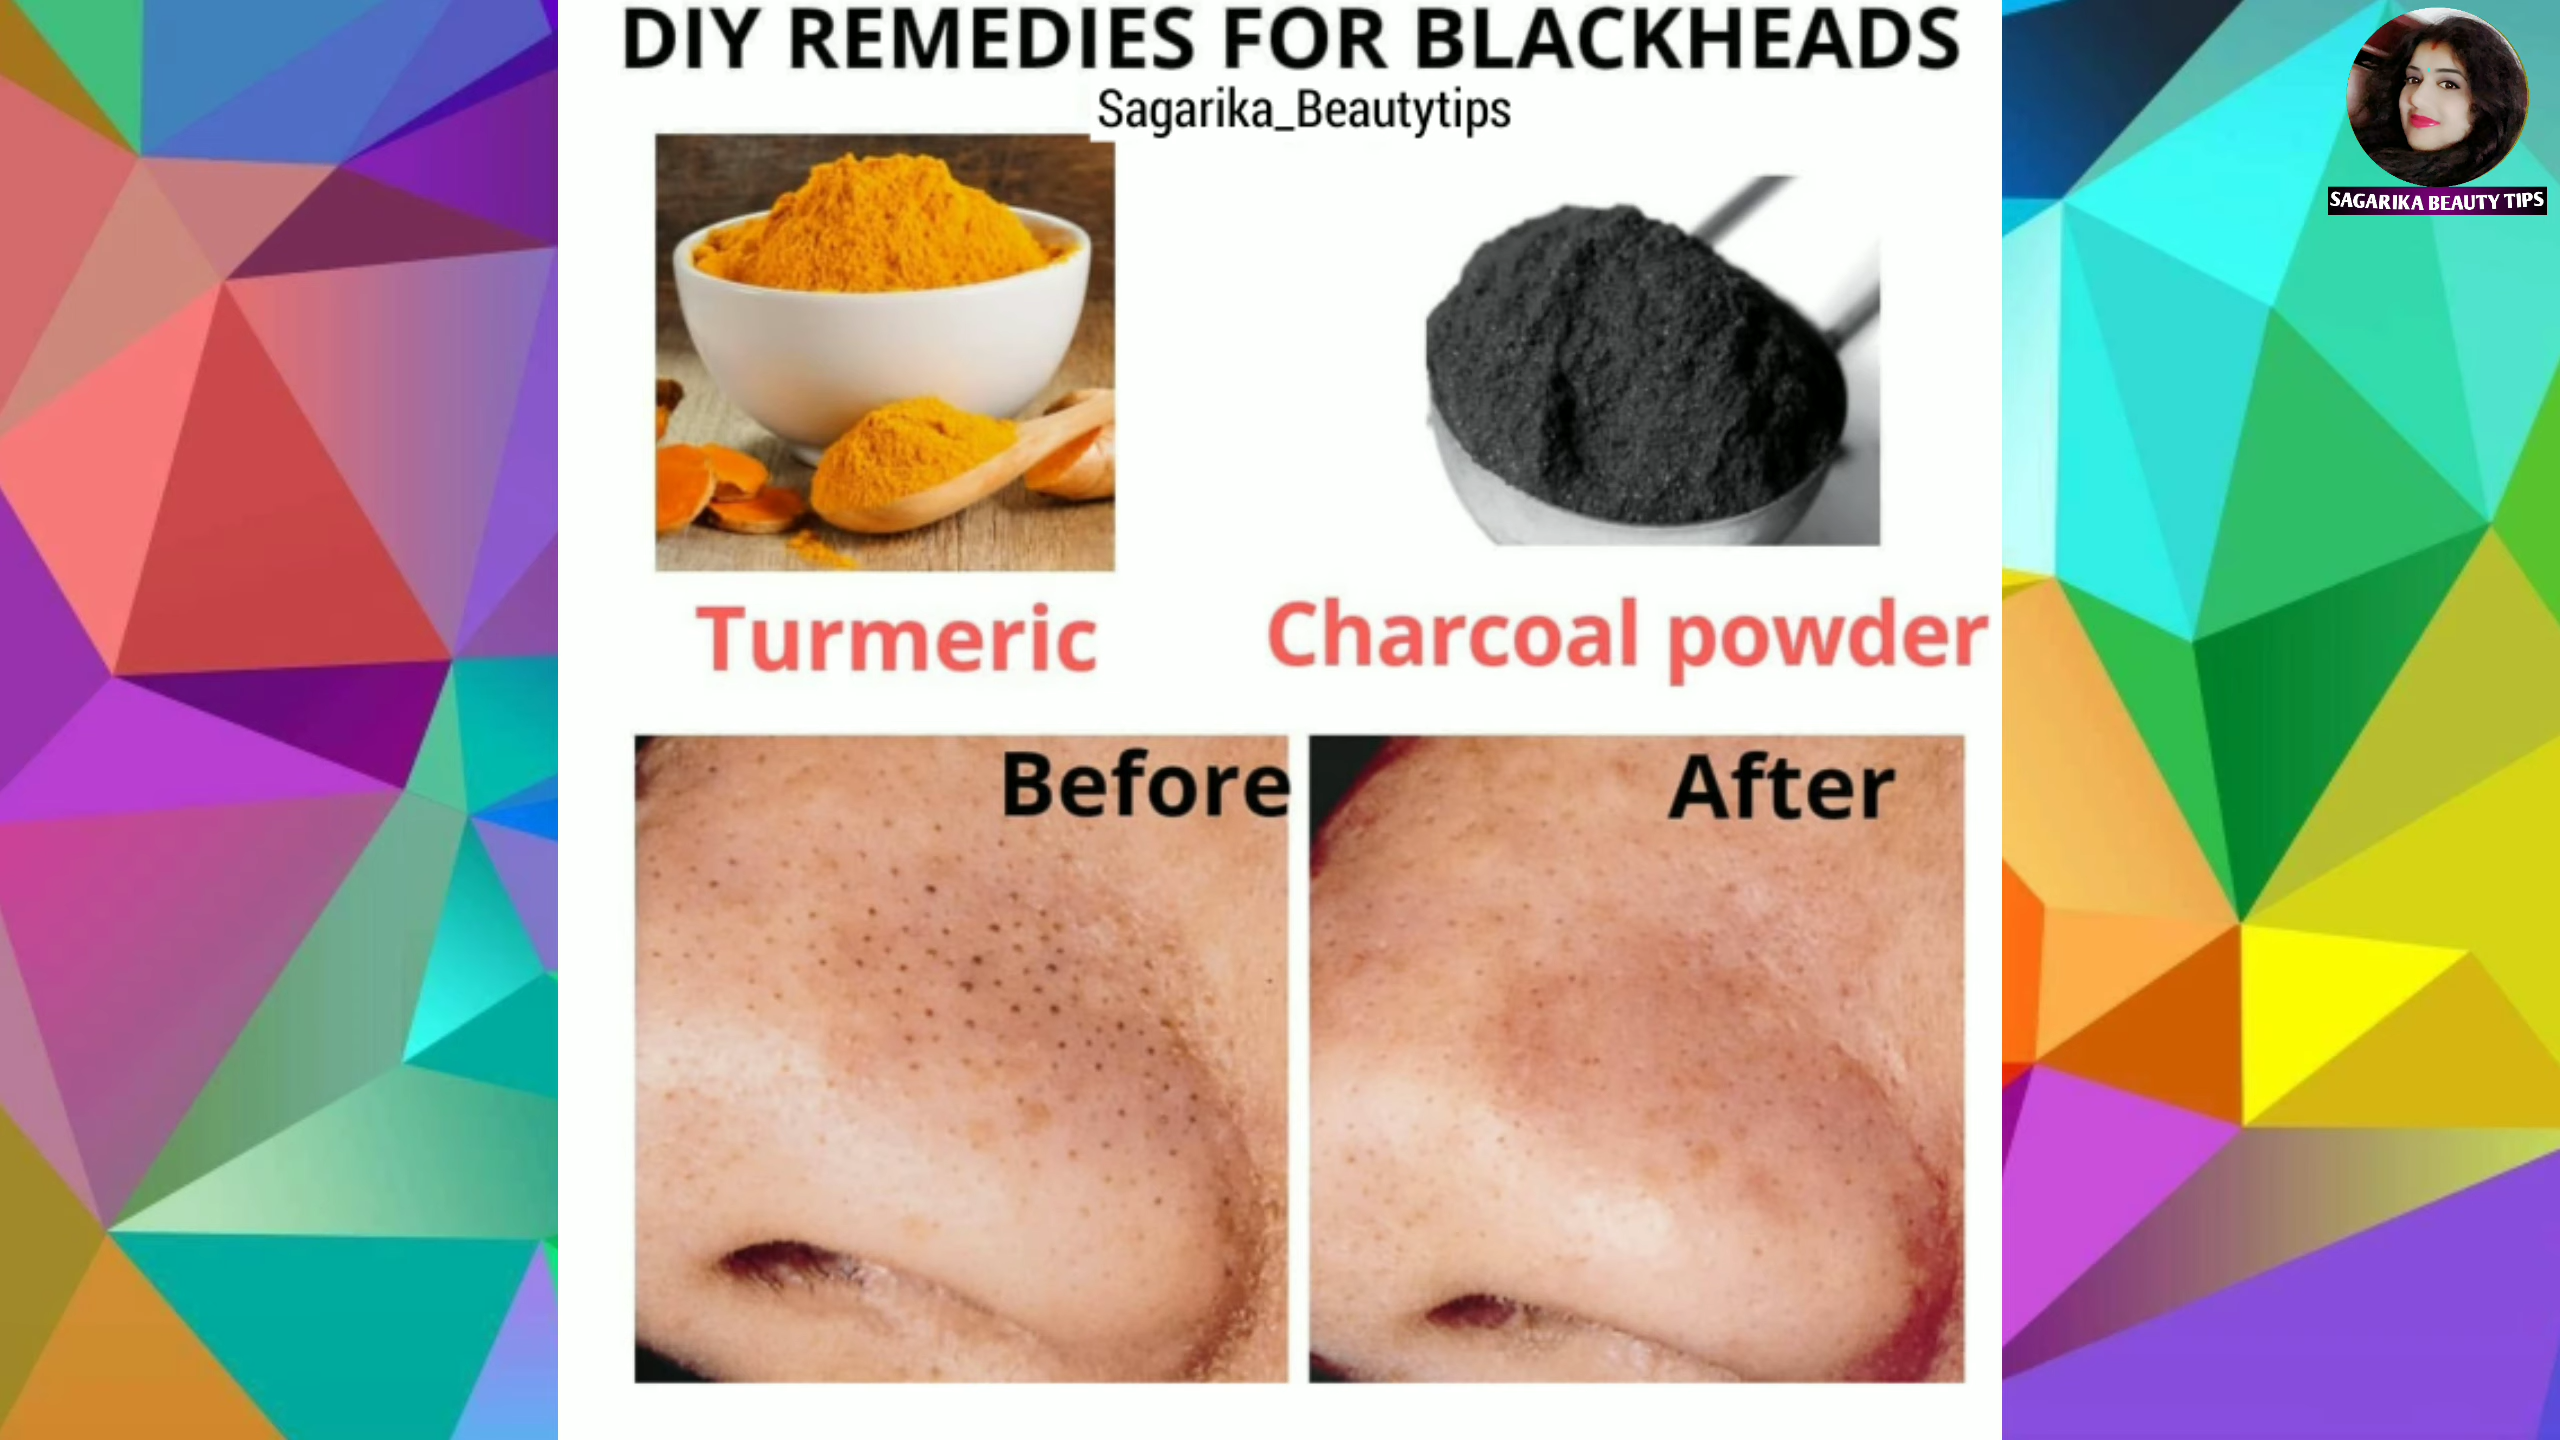 DIY REMEDIES FOR BLACKHEADS
Sagarika_Beautytips
SAGARIKA BEAUTY TIPS
Turmeric
Charcoal powder
Before
After